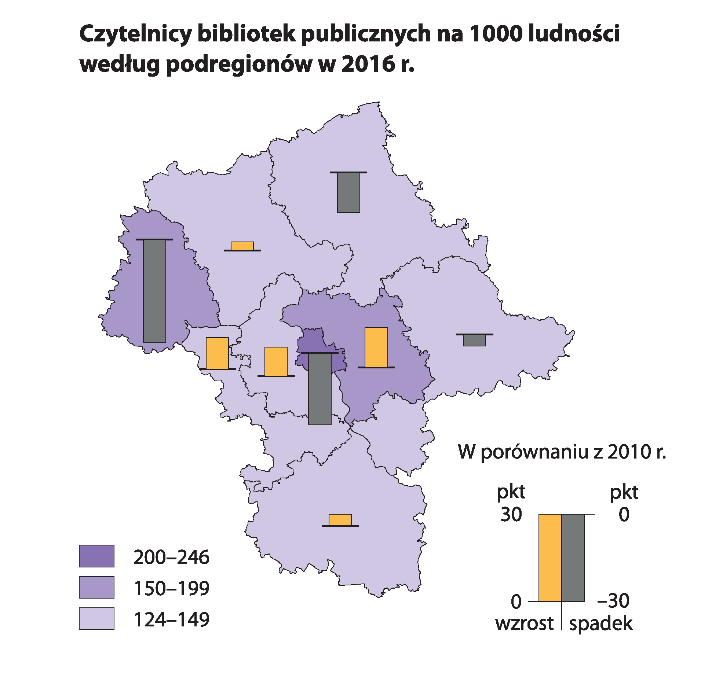 Czytelnicy bibliotek publicznych na 1000 ludności
według podregionów w 2016 r.
W porównaniu z 2010 r.
pkt pkt
30 0
0 –30
wzrost spadek
200–246
150–199
124–149